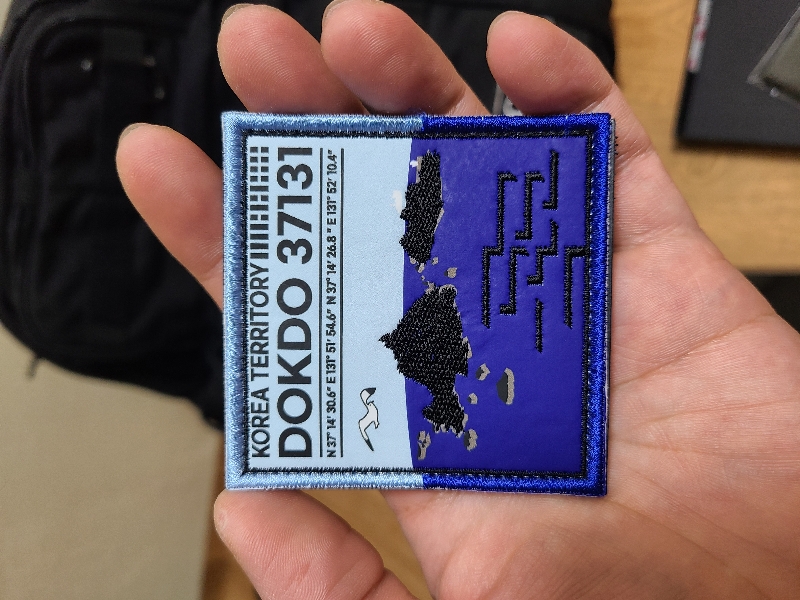 KOREA TERRITORY
DOKDO 37131
N 37° 14' 30.6" E 131° 51' 54.6" N 37° 14' 26.8" E 131° 52' 10.4"